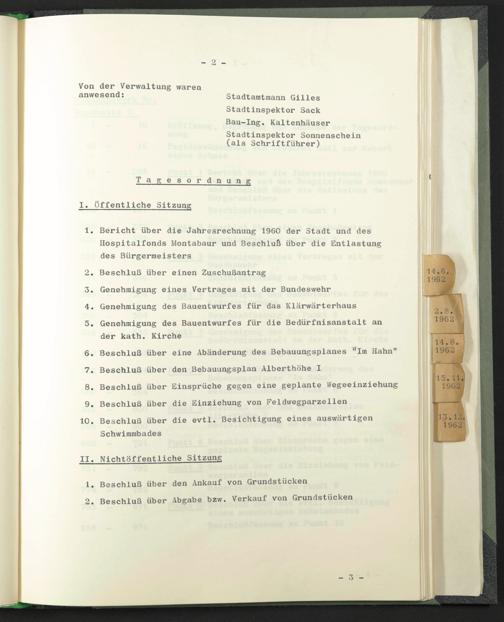 - 2 -
Von der Verwaltung waren
anwesend:
Stadtamtmann Gilles
Stadtinspektor Sack
Bau-Ing. Kaltenhäuser
Stadtinspektor Sonnenschein
(als Schriftführer)
T a g e s o r d n u n g
I. Öffentliche Sitzung
1. Bericht über die Jahresrechnung 1960 der Stadt und des
Hospitalfonds Montabaur und Beschluß über die Entlastung
des Bürgermeisters
2. Beschluß über einen Zuschußantrag
3. Genehmigung eines Vertrages mit der Bundeswehr
4. Genehmigung des Bauentwurfes für das Klärwärterhaus
5. Genehmigung des Bauentwurfes für die Bedürfnisanstalt an
der kath. Kirche
6. Beschluß über eine Abänderung des Bebauungsplanes "Im Hahn"
7. Beschluß über den Bebauungsplan Alberthöhe I
8. Beschluß über Einsprüche gegen eine geplante Wegeeinziehung
9. Beschluß über die Einziehung von Feldwegparzellen
10. Beschluß über die evtl. Besichtigung eines auswärtigen
Schwimmbades
II. Nichtöffentliche Sitzung
1. Beschluß über den Ankauf von Grundstücken
2. Beschluß über Abgabe bzw. Verkauf von Grundstücken
- 3 -
14.6.
1962
2.8.
1962
14.8.
1962
15.11.
1962
13.12.
1962